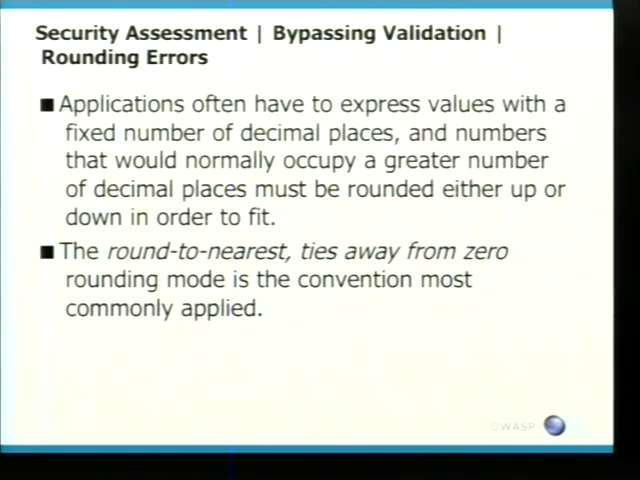 Security Assessment | Bypassing Validation |
Rounding Errors
■ Applications often have to express values with a
fixed number of decimal places, and numbers
that would normally occupy a greater number
of decimal places must be rounded either up or
down in order to fit.
■ The round-to-nearest, ties away from zero
rounding mode is the convention most
commonly applied.
OWASP